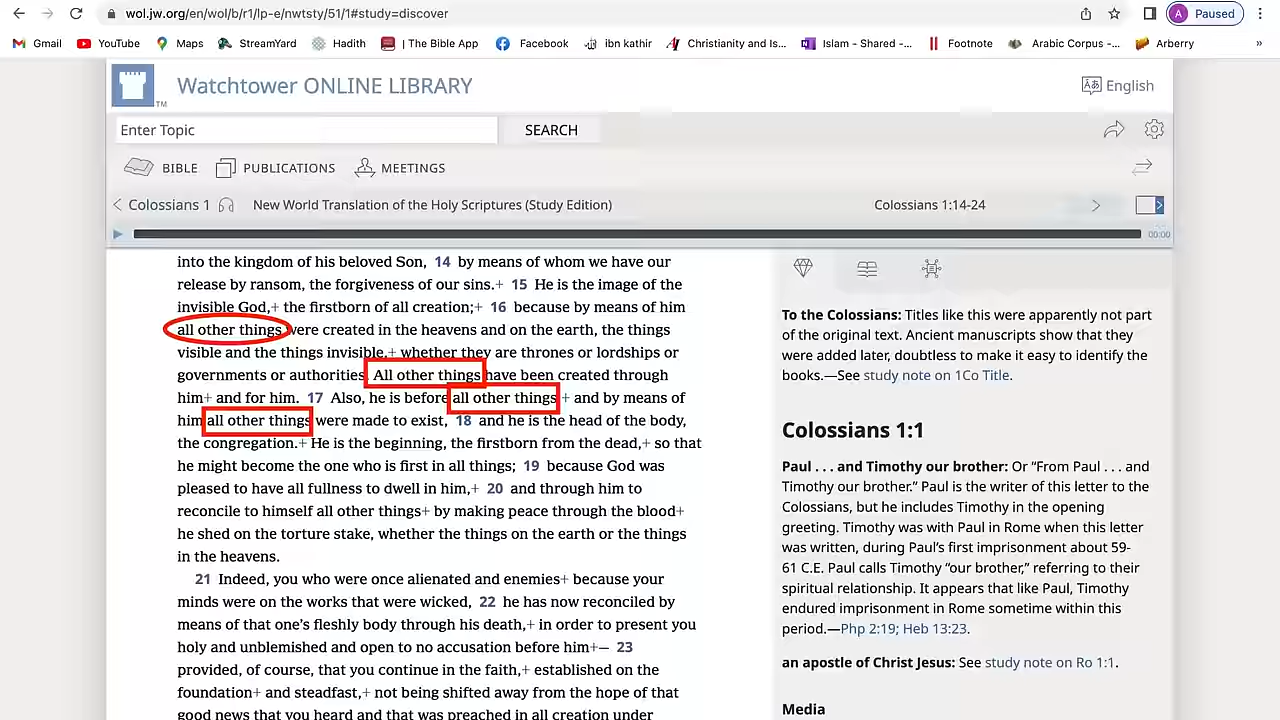 wol.jw.org/en/wol/b/r1/lp-e/nwtsty/51/1#study=discover
A Paused
Gmail YouTube Maps StreamYard Hadith | The Bible App Facebook ibn kathir Christianity and Is... Islam - Shared -... Footnote Arabic Corpus -... Arberry »
Watchtower ONLINE LIBRARY
TM
English
Enter Topic SEARCH
BIBLE PUBLICATIONS MEETINGS
Colossians 1 New World Translation of the Holy Scriptures (Study Edition) Colossians 1:14-24
00:00
into the kingdom of his beloved Son, 14 by means of whom we have our
release by ransom, the forgiveness of our sins.+ 15 He is the image of the
invisible God,+ the firstborn of all creation;+ 16 because by means of him
all other things were created in the heavens and on the earth, the things
visible and the things invisible,+ whether they are thrones or lordships or
governments or authorities. All other things have been created through
him+ and for him. 17 Also, he is before all other things,+ and by means of
him all other things were made to exist, 18 and he is the head of the body,
the congregation.+ He is the beginning, the firstborn from the dead,+ so that
he might become the one who is first in all things; 19 because God was
pleased to have all fullness to dwell in him,+ 20 and through him to
reconcile to himself all other things+ by making peace through the blood+
he shed on the torture stake, whether the things on the earth or the things
in the heavens.
21 Indeed, you who were once alienated and enemies+ because your
minds were on the works that were wicked, 22 he has now reconciled by
means of that one's fleshly body through his death,+ in order to present you
holy and unblemished and open to no accusation before him+— 23
provided, of course, that you continue in the faith,+ established on the
foundation+ and steadfast,+ not being shifted away from the hope of that
good news that you heard and that was preached in all creation under
To the Colossians: Titles like this were apparently not part
of the original text. Ancient manuscripts show that they
were added later, doubtless to make it easy to identify the
books.—See study note on 1Co Title.
Colossians 1:1
Paul . . . and Timothy our brother: Or “From Paul . . . and
Timothy our brother.” Paul is the writer of this letter to the
Colossians, but he includes Timothy in the opening
greeting. Timothy was with Paul in Rome when this letter
was written, during Paul's first imprisonment about 59-
61 C.E. Paul calls Timothy “our brother,” referring to their
spiritual relationship. It appears that like Paul, Timothy
endured imprisonment in Rome sometime within this
period.—Php 2:19; Heb 13:23.
an apostle of Christ Jesus: See study note on Ro 1:1.
Media